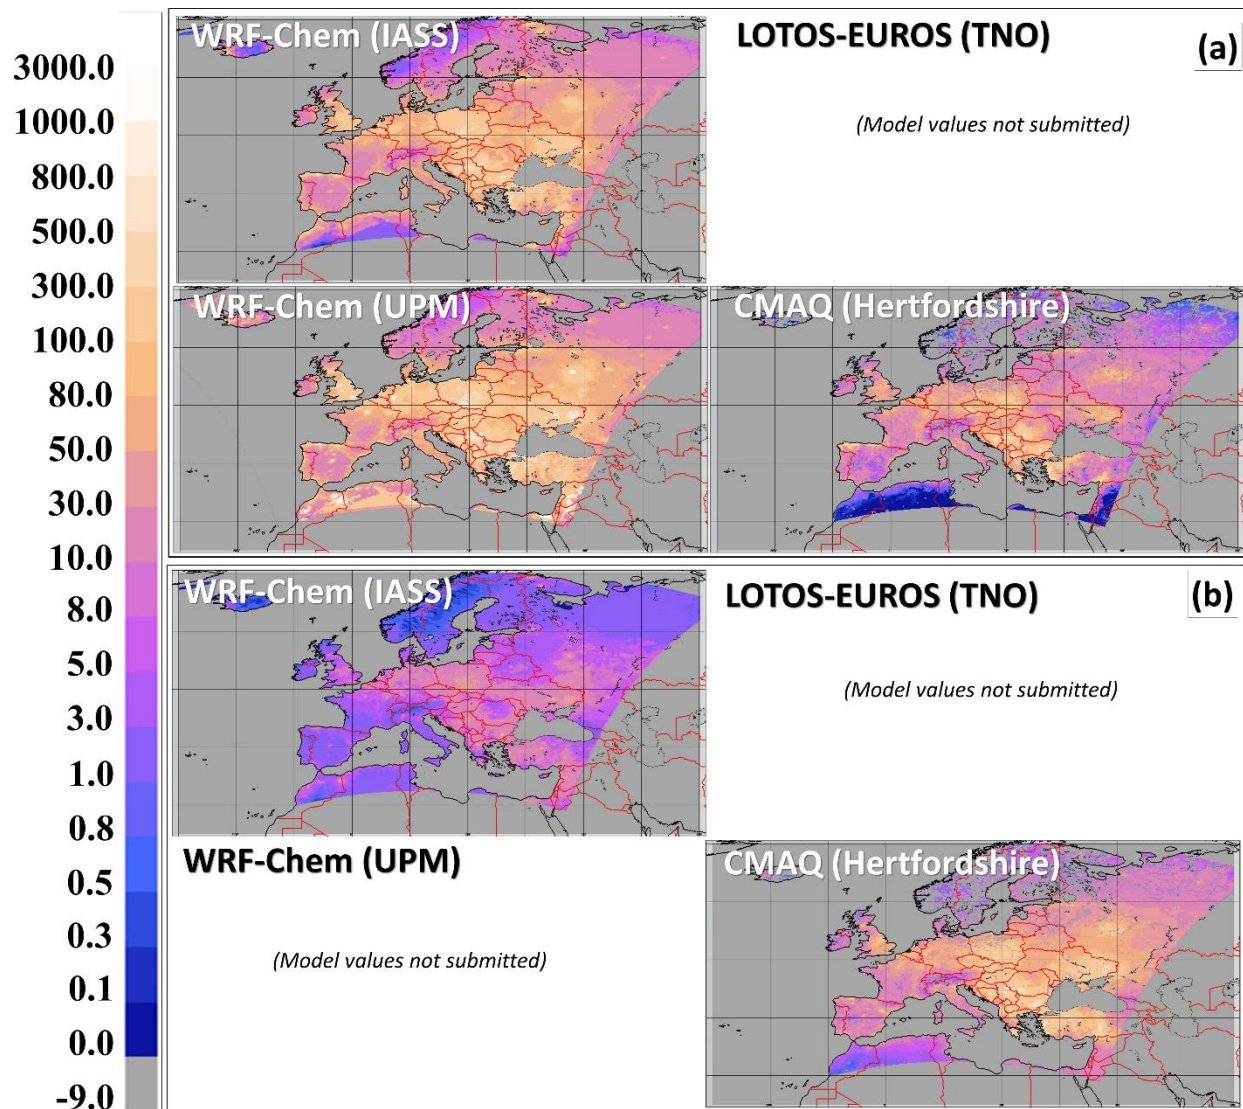 3000.0
1000.0
800.0
500.0
300.0
100.0
80.0
50.0
30.0
10.0
8.0
5.0
3.0
1.0
0.8
0.5
0.3
0.1
0.0
-9.0
WRF-Chem (IASS)
LOTOS-EUROS (TNO)
(a)
(Model values not submitted)
WRF-Chem (UPM)
CMAQ (Hertfordshire)
WRF-Chem (IASS)
LOTOS-EUROS (TNO)
(b)
(Model values not submitted)
WRF-Chem (UPM)
CMAQ (Hertfordshire)
(Model values not submitted)